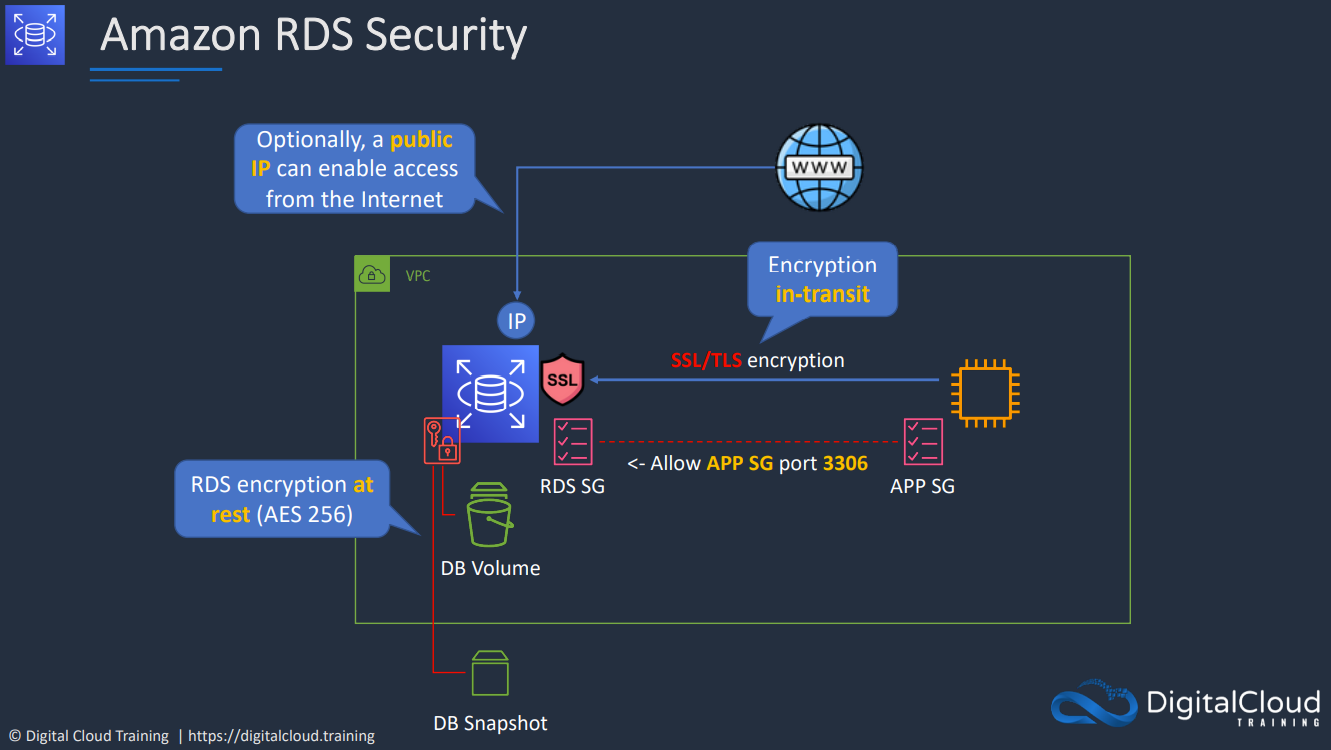 Amazon RDS Security
Optionally, a public
IP can enable access
from the Internet
WWW
VPC
Encryption
in-transit
IP
SSL/TLS encryption
SSL
<- Allow APP SG port 3306
RDS SG
APP SG
RDS encryption at
rest (AES 256)
DB Volume
DB Snapshot
DigitalCloud
TRAINING
© Digital Cloud Training | https://digitalcloud.training